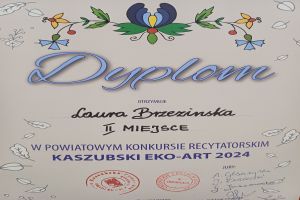 Dyplom
OTRZYMUJE
Laura Brzezinska
II MIEJSCE
W POWIATOWYM KONKURSIE RECYTATORSKIM
KASZUBSKI EKO-ART 2024
JURY: